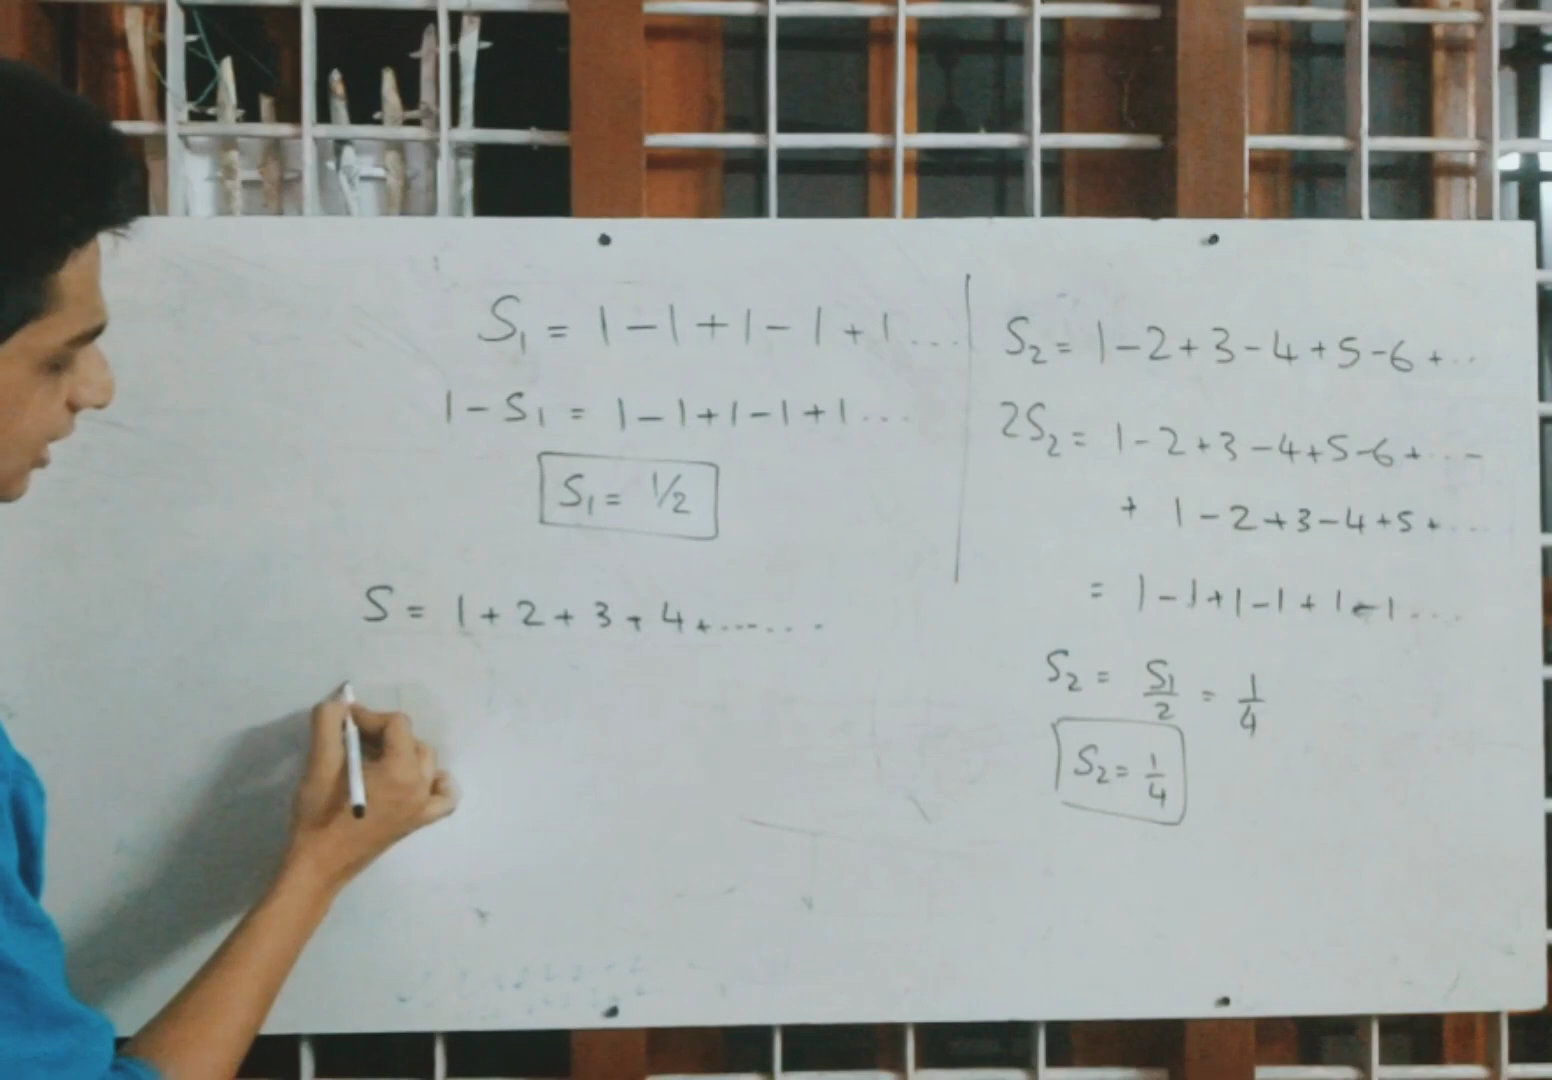 S₁ = 1 – 1 + 1 – 1 + 1 ....
1 – S₁ = 1 – 1 + 1 – 1 + 1 ....
S₁ = 1/2
S = 1 + 2 + 3 + 4 + ........
S₂ = 1 – 2 + 3 – 4 + 5 – 6 + ...
2S₂ = 1 – 2 + 3 – 4 + 5 – 6 + ....
+ 1 – 2 + 3 – 4 + 5 + ....
= 1 – 1 + 1 – 1 + 1 – 1 ....
S₂ = S₁/2 = 1/4
S₂ = 1/4